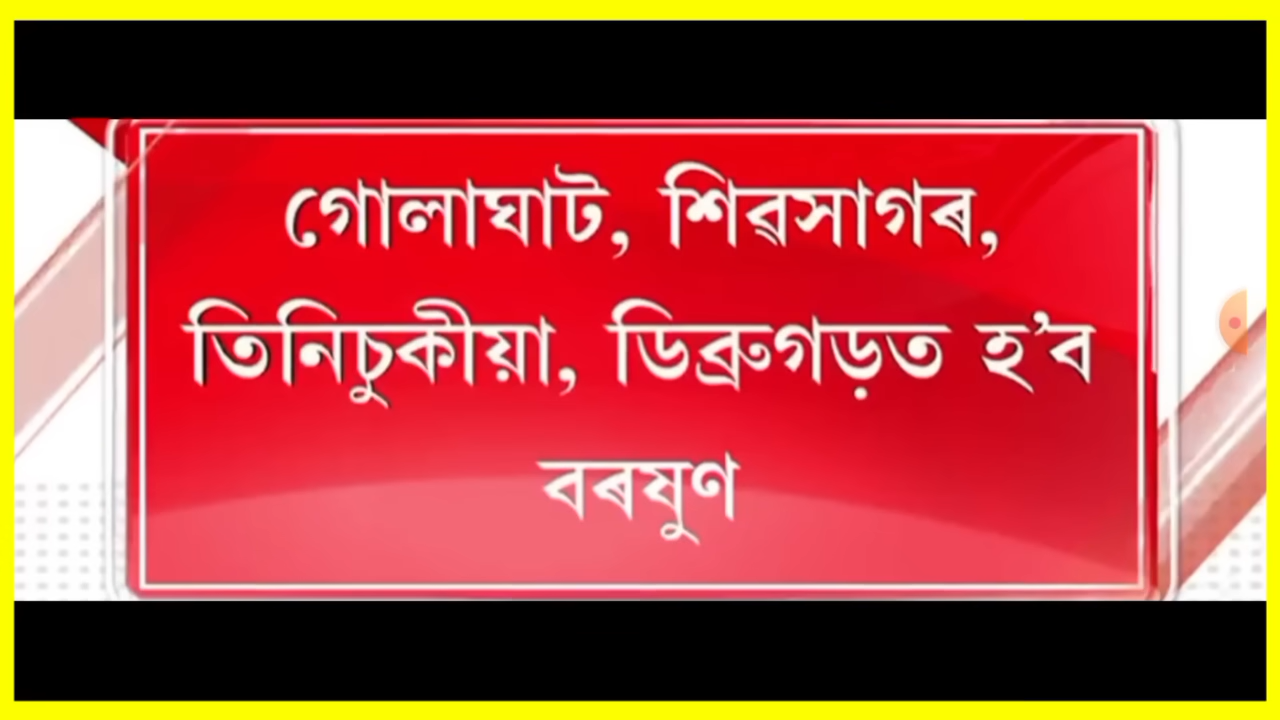 গোলাঘাট, শিৱসাগৰ,
তিনিচুকীয়া, ডিব্ৰুগড়ত হ'ব
বৰষুণ